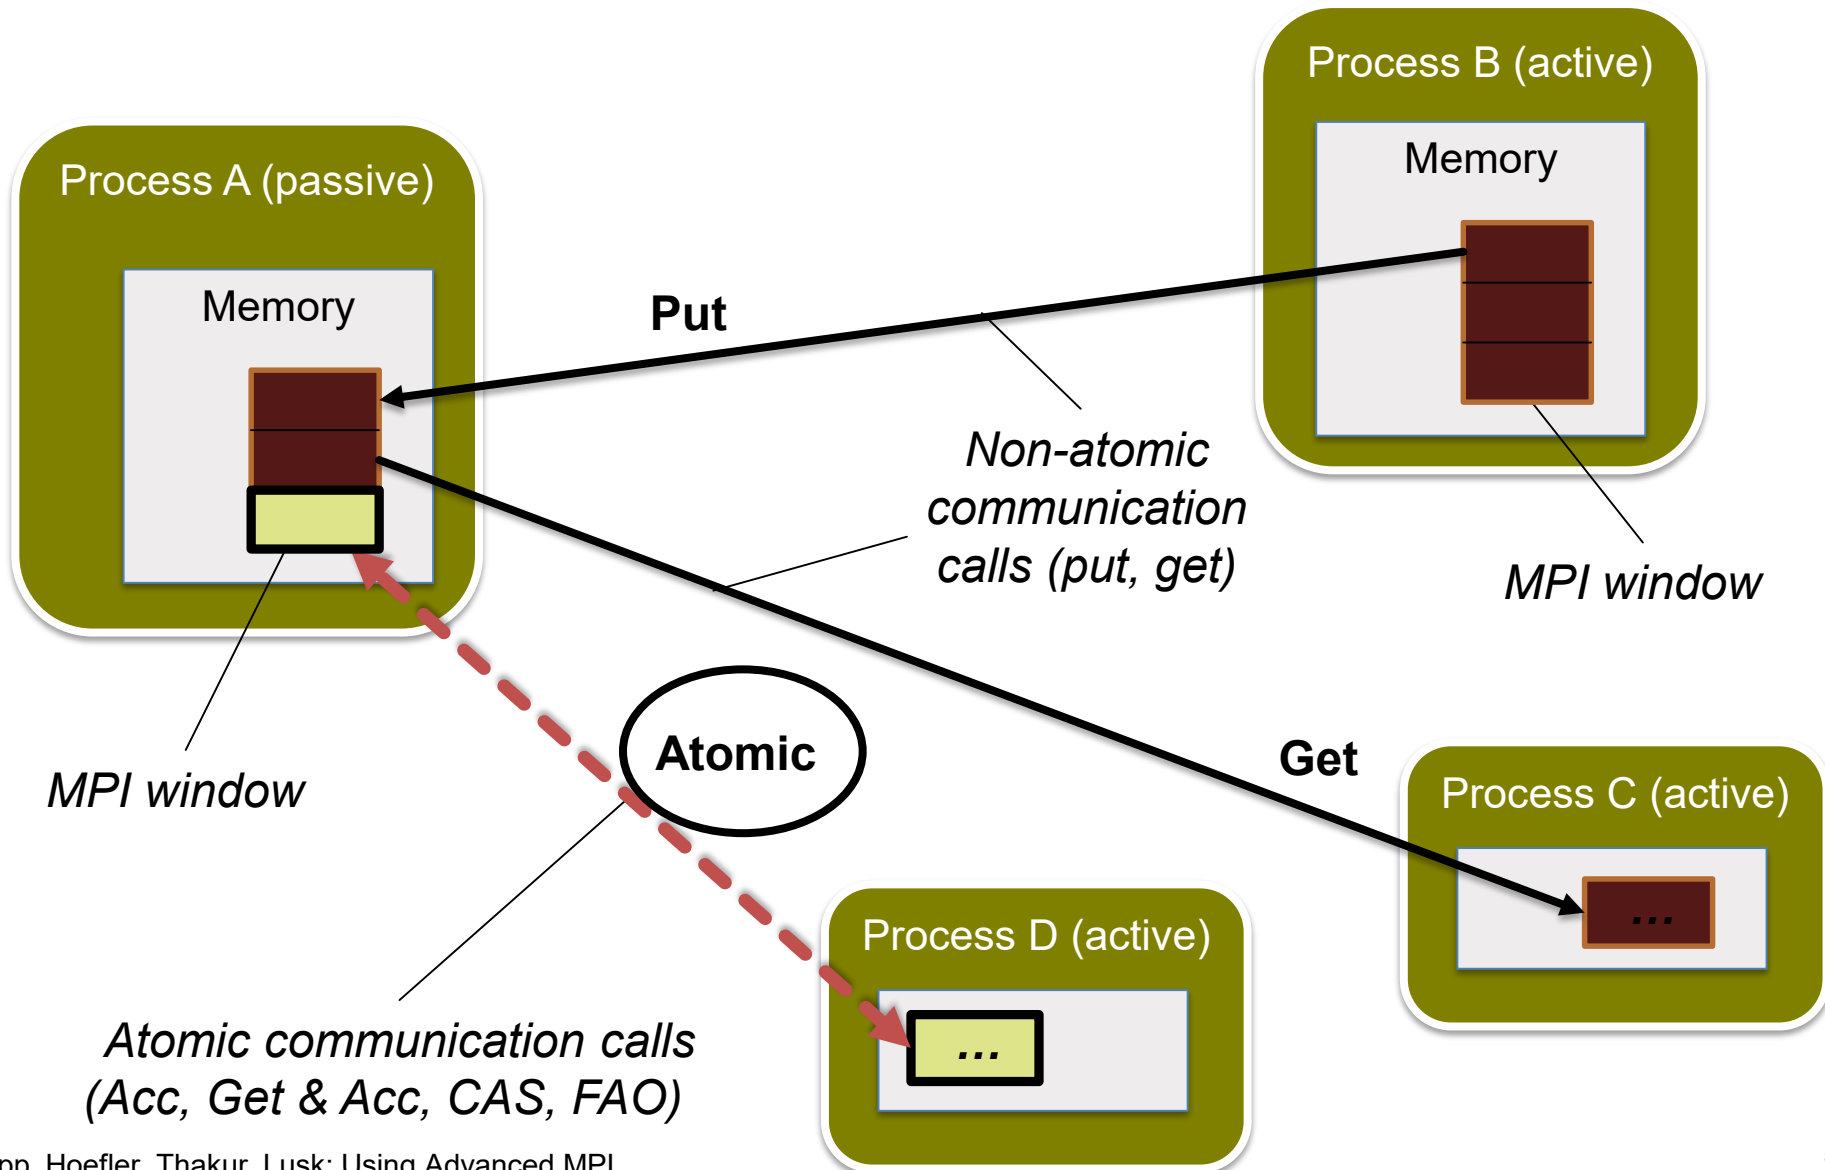 Process B (active)
Memory
Process A (passive)
Memory
Put
Non-atomic
communication
calls (put, get)
MPI window
MPI window
Atomic
Get
Process C (active)
...
Process D (active)
...
Atomic communication calls
(Acc, Get & Acc, CAS, FAO)
Hoefler, Thakur, Lusk: Using Advanced MPI